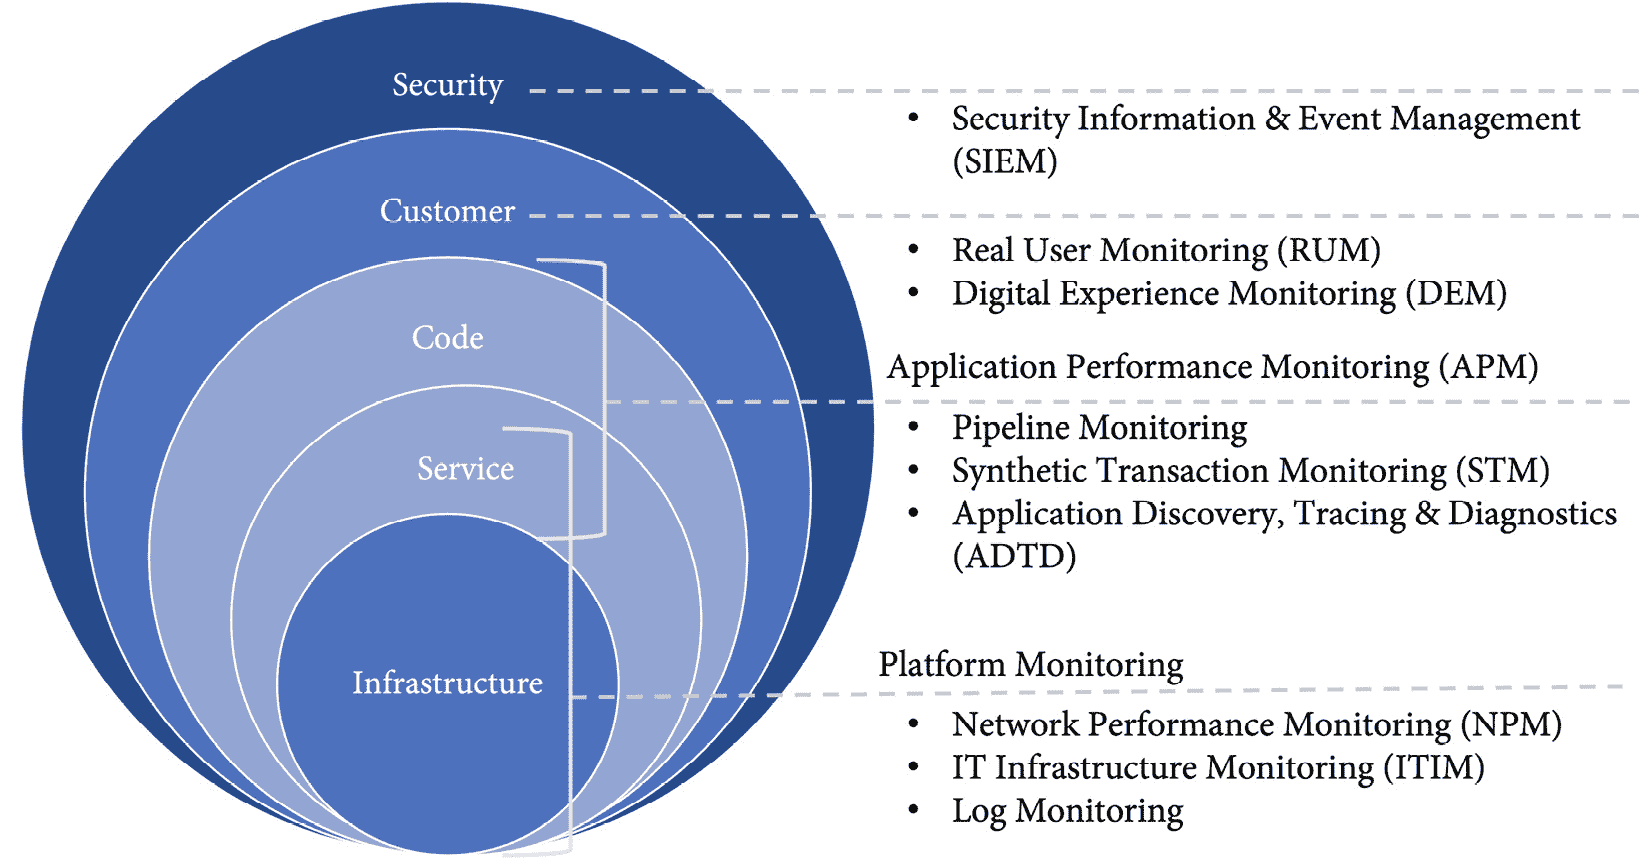 Security
• Security Information & Event Management
(SIEM)
Customer
• Real User Monitoring (RUM)
• Digital Experience Monitoring (DEM)
Code
Application Performance Monitoring (APM)
• Pipeline Monitoring
Service
• Synthetic Transaction Monitoring (STM)
• Application Discovery, Tracing & Diagnostics
(ADTD)
Infrastructure
Platform Monitoring
• Network Performance Monitoring (NPM)
• IT Infrastructure Monitoring (ITIM)
• Log Monitoring